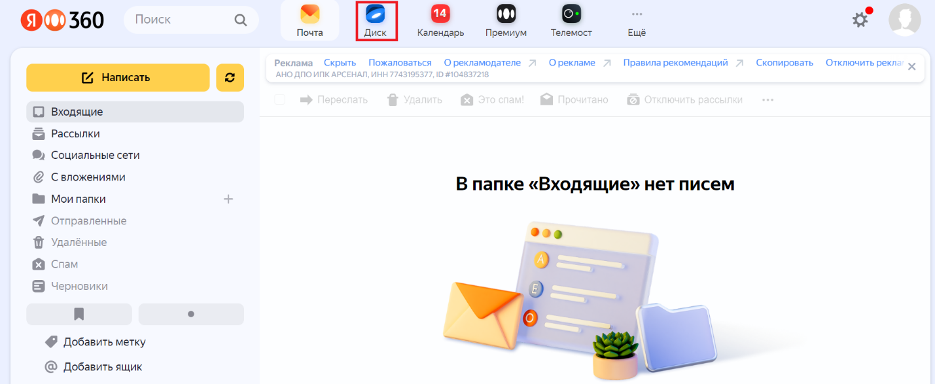 Я 360
Поиск
Почта
Диск
14
Календарь
Премиум
Телемост
Ещё
Написать
Входящие
Рассылки
Социальные сети
С вложениями
Мои папки
Отправленные
Удалённые
Спам
Черновики
Добавить метку
Добавить ящик
Реклама Скрыть Пожаловаться О рекламодателе О рекламе Правила рекомендаций Скопировать Отключить рекла
АНО ДПО ИПК АРСЕНАЛ, ИНН 7743195377, ID #104837218
Переслать Удалить Это спам! Прочитано Отключить рассылки
В папке «Входящие» нет писем
A
E